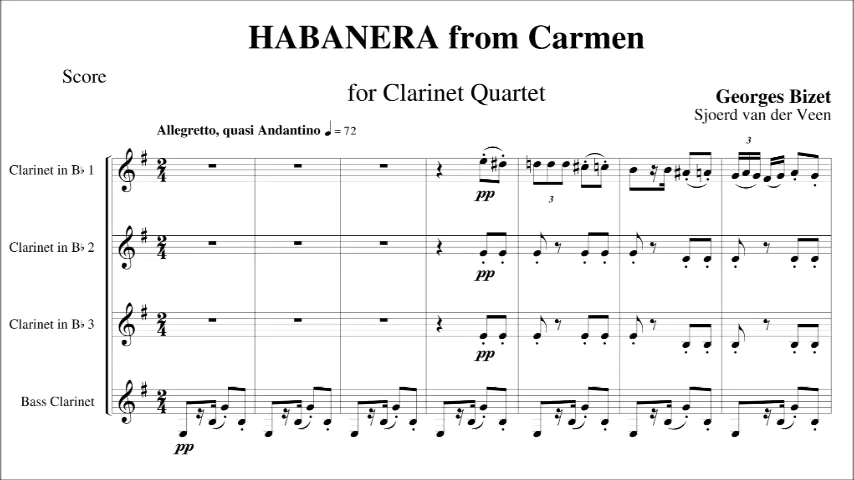 HABANERA from Carmen
Score
for Clarinet Quartet
Georges Bizet
Sjoerd van der Veen
Allegretto, quasi Andantino ♩ = 72
Clarinet in B♭ 1
pp
3
3
Clarinet in B♭ 2
pp
Clarinet in B♭ 3
pp
Bass Clarinet
pp